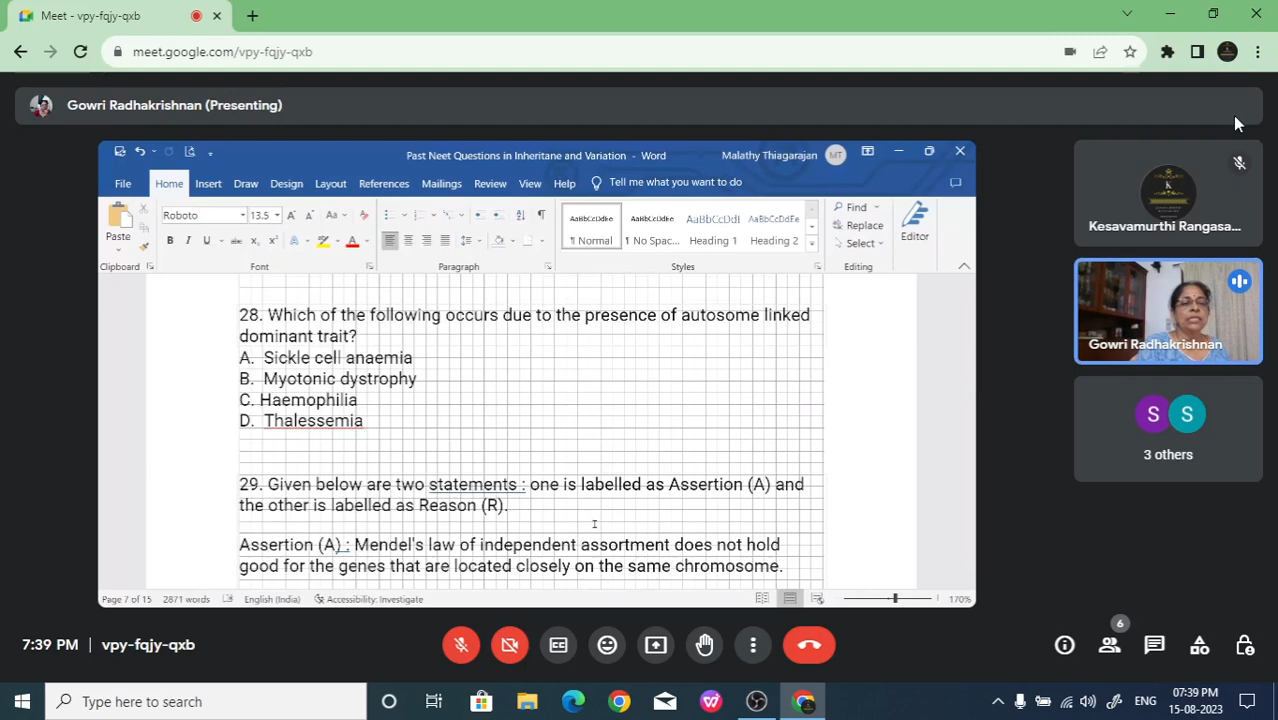 Meet - vpy-fqjy-qxb
meet.google.com/vpy-fqjy-qxb
Gowri Radhakrishnan (Presenting)
Past Neet Questions in Inheritane and Variation - Word
Malathy Thiagarajan
MT
File Home Insert Draw Design Layout References Mailings Review View Help Tell me what you want to do
Paste
Roboto 13.5
AaBbCcDdEe AaBbCcDdEe AaBbCcDdI AaBbCcDdE
¶ Normal ¶ No Spac... Heading 1 Heading 2
Find
Replace
Select
Editor
Clipboard Font Paragraph Styles Editing
28. Which of the following occurs due to the presence of autosome linked
dominant trait?
A. Sickle cell anaemia
B. Myotonic dystrophy
C. Haemophilia
D. Thalessemia
29. Given below are two statements : one is labelled as Assertion (A) and
the other is labelled as Reason (R).
Assertion (A) : Mendel's law of independent assortment does not hold
good for the genes that are located closely on the same chromosome.
Page 7 of 15 2871 words English (India) Accessibility: Investigate 170%
K
Kesavamurthi Rangasa...
Gowri Radhakrishnan
S S
3 others
7:39 PM | vpy-fqjy-qxb
6
Type here to search
ENG
07:39 PM
15-08-2023